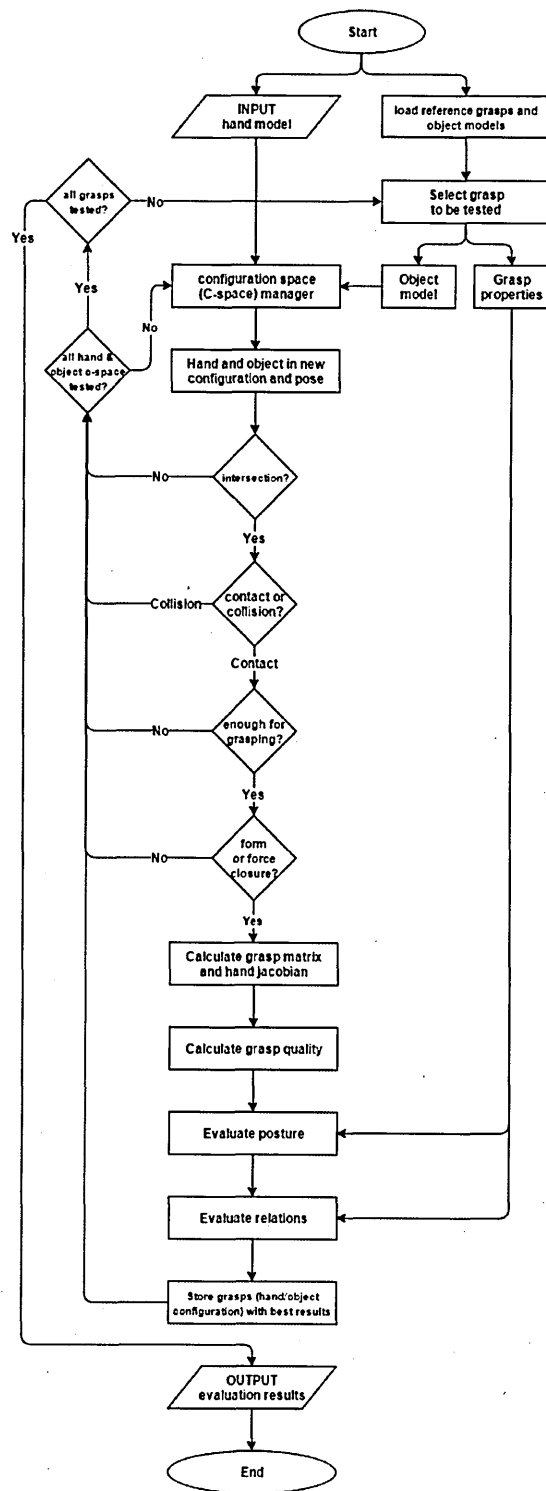 Start
INPUT
hand model
load reference grasps and
object models
all grasps
tested?
No
Select grasp
to be tested
Yes
Yes
No
configuration space
(C-space) manager
Object
model
Grasp
properties
all hand &
object c-space
tested?
Hand and object in new
configuration and pose
No
intersection?
Yes
Collision
contact or
collision?
Contact
No
enough for
grasping?
Yes
No
form
or force
closure?
Yes
Calculate grasp matrix
and hand jacobian
Calculate grasp quality
Evaluate posture
Evaluate relations
Store grasps (hand/object
configuration) with best results
OUTPUT
evaluation results
End